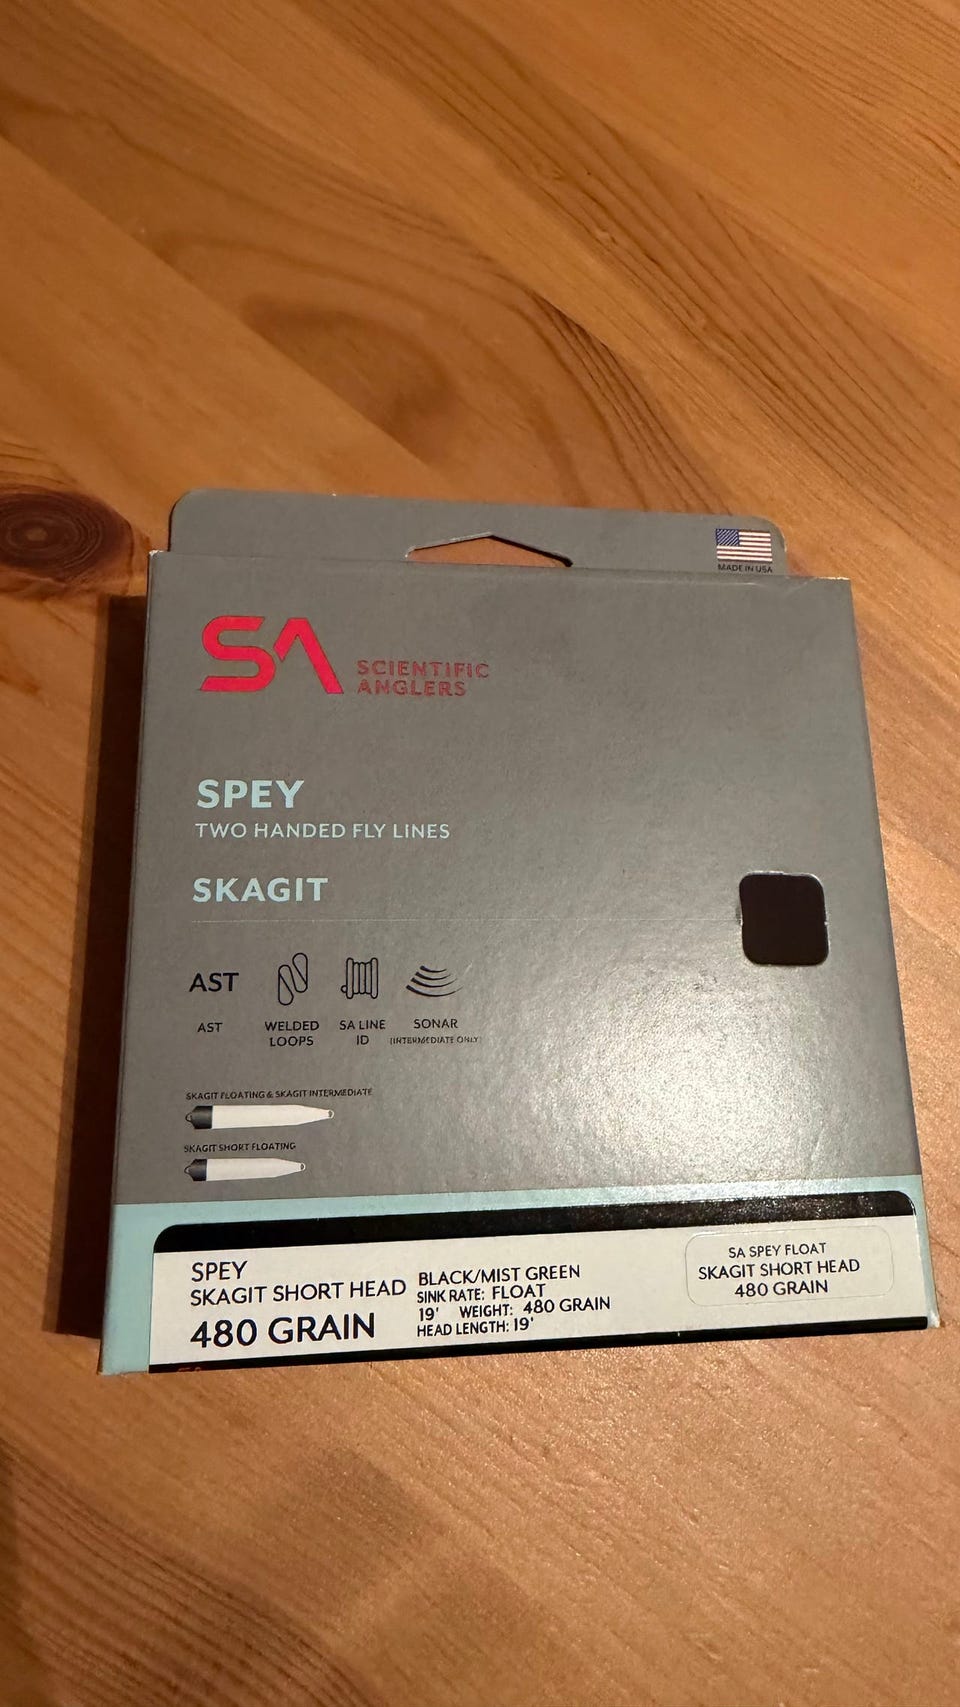 MADE IN USA
SA SCIENTIFIC
ANGLERS
SPEY
TWO HANDED FLY LINES
SKAGIT
AST
AST
WELDED
LOOPS
SA LINE
ID
SONAR
(INTERMEDIATE ONLY)
SKAGIT FLOATING & SKAGIT INTERMEDIATE
SKAGIT SHORT FLOATING
SPEY
SKAGIT SHORT HEAD
480 GRAIN
BLACK/MIST GREEN
SINK RATE: FLOAT
19' WEIGHT: 480 GRAIN
HEAD LENGTH: 19'
SA SPEY FLOAT
SKAGIT SHORT HEAD
480 GRAIN